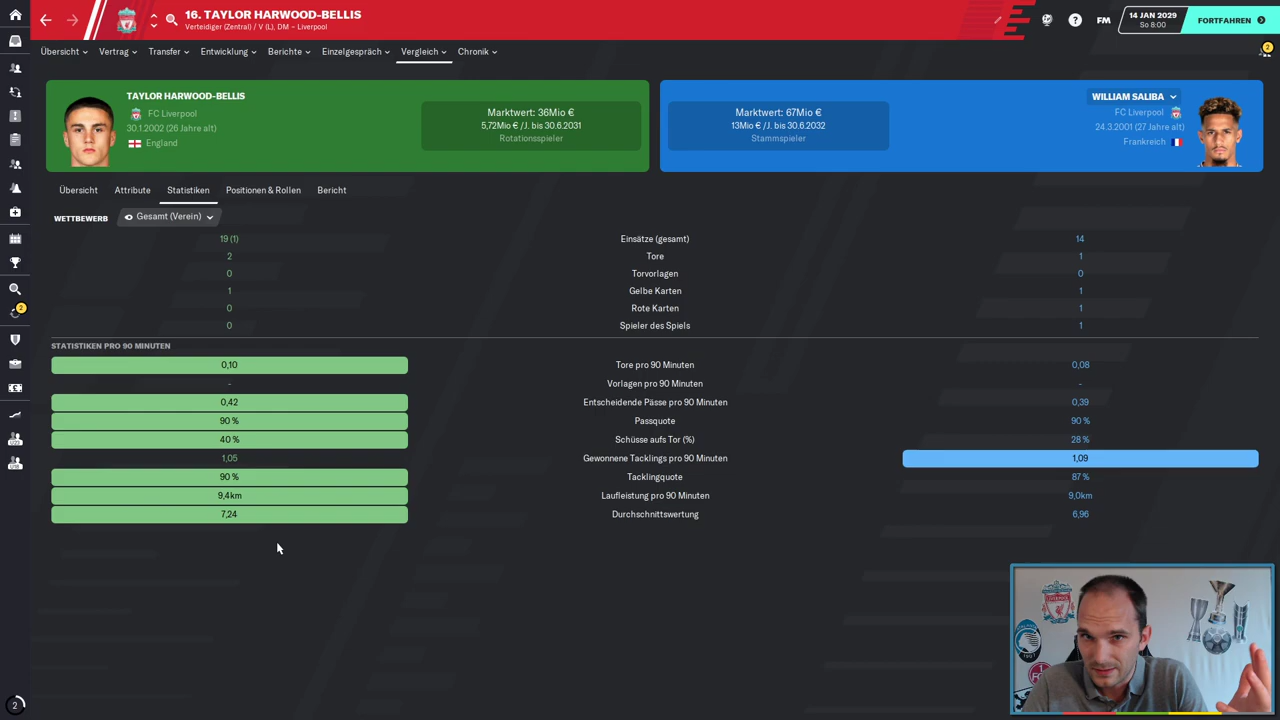 16. TAYLOR HARWOOD-BELLIS
Verteidiger (Zentral) / V (L), DM – Liverpool
FM
14 JAN 2029
So 8:00
FORTFAHREN
Übersicht
Vertrag
Transfer
Entwicklung
Berichte
Einzelgespräch
Vergleich
Chronik
2
TAYLOR HARWOOD-BELLIS
FC Liverpool
30.1.2002 (26 Jahre alt)
England
Marktwert: 36Mio €
5,72Mio € /J. bis 30.6.2031
Rotationsspieler
Marktwert: 67Mio €
13Mio € /J. bis 30.6.2032
Stammspieler
WILLIAM SALIBA
FC Liverpool
24.3.2001 (27 Jahre alt)
Frankreich
Übersicht
Attribute
Statistiken
Positionen & Rollen
Bericht
WETTBEWERB
Gesamt (Verein)
19 (1) Einsätze (gesamt) 14
2 Tore 1
0 Torvorlagen 0
1 Gelbe Karten 1
0 Rote Karten 1
0 Spieler des Spiels 1
STATISTIKEN PRO 90 MINUTEN
0,10 Tore pro 90 Minuten 0,08
- Vorlagen pro 90 Minuten -
0,42 Entscheidende Pässe pro 90 Minuten 0,39
90 % Passquote 90 %
40 % Schüsse aufs Tor (%) 28 %
1,05 Gewonnene Tacklings pro 90 Minuten 1,09
90 % Tacklingquote 87 %
9,4km Laufleistung pro 90 Minuten 9,0km
7,24 Durchschnittswertung 6,96
2
2